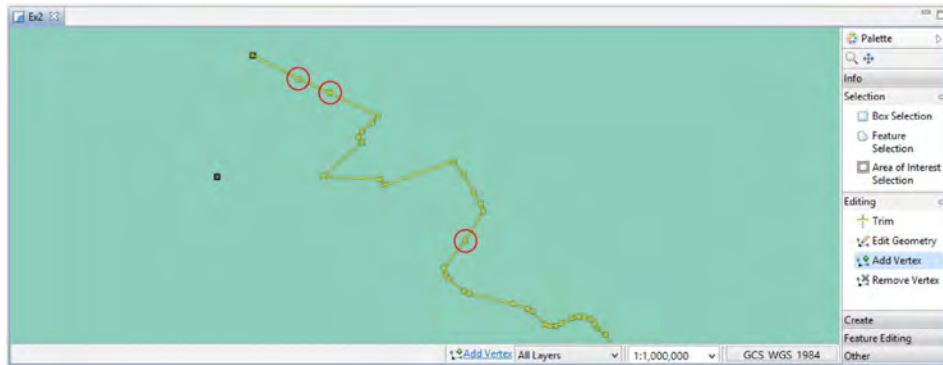 Ex2
Palette
Info
Selection
Box Selection
Feature
Selection
Area of Interest
Selection
Editing
Trim
Edit Geometry
Add Vertex
Remove Vertex
Create
Feature Editing
Other
Add Vertex All Layers 1:1,000,000 GCS WGS 1984